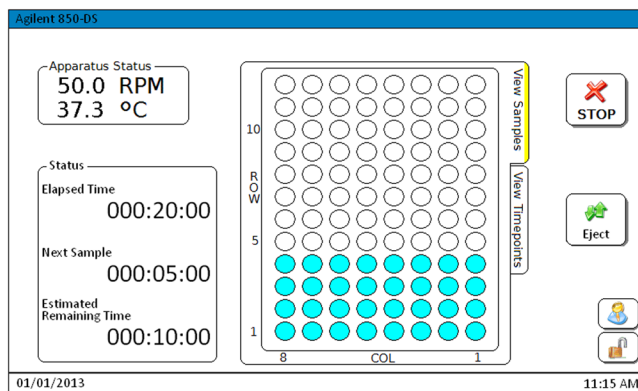 Agilent 850-DS
Apparatus Status
50.0 RPM
37.3 ºC
Status
Elapsed Time
000:20:00
Next Sample
000:05:00
Estimated
Remaining Time
000:10:00
10
ROW
5
1
8 COL 1
View Samples
View Timepoints
STOP
Eject
01/01/2013 11:15 AM